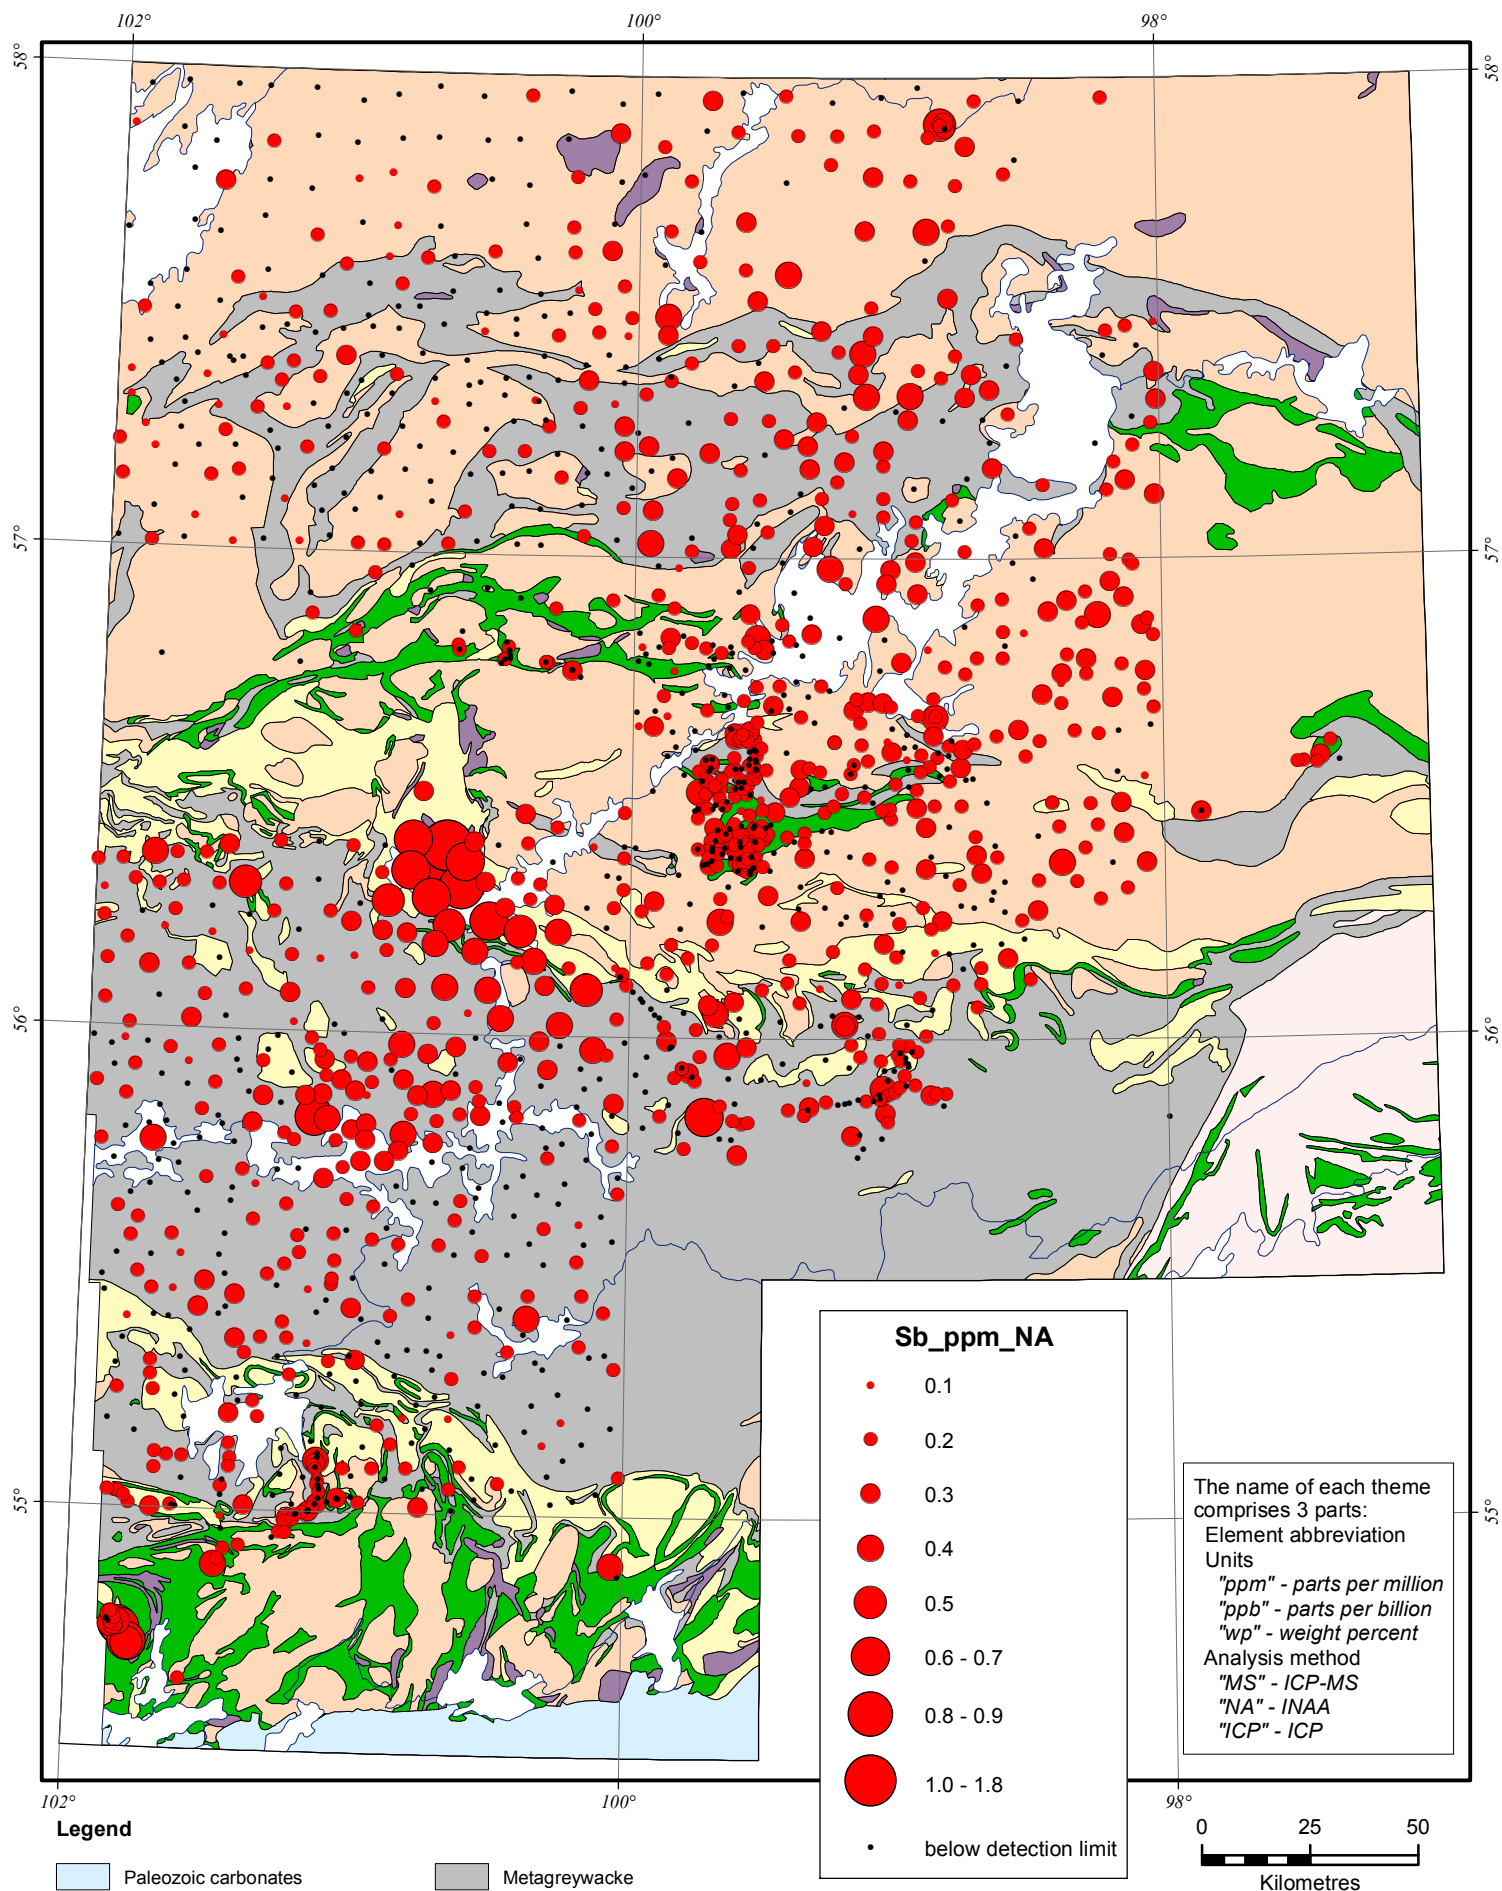 102°
100°
98°
58°
58°
57°
57°
56°
56°
55°
55°
Sb_ppm_NA
0.1
0.2
0.3
0.4
0.5
0.6 - 0.7
0.8 - 0.9
1.0 - 1.8
below detection limit
The name of each theme
comprises 3 parts:
Element abbreviation
Units
"ppm" - parts per million
"ppb" - parts per billion
"wp" - weight percent
Analysis method
"MS" - ICP-MS
"NA" - INAA
"ICP" - ICP
102°
100°
98°
Legend
Paleozoic carbonates
Metagreywacke
0 25 50
Kilometres